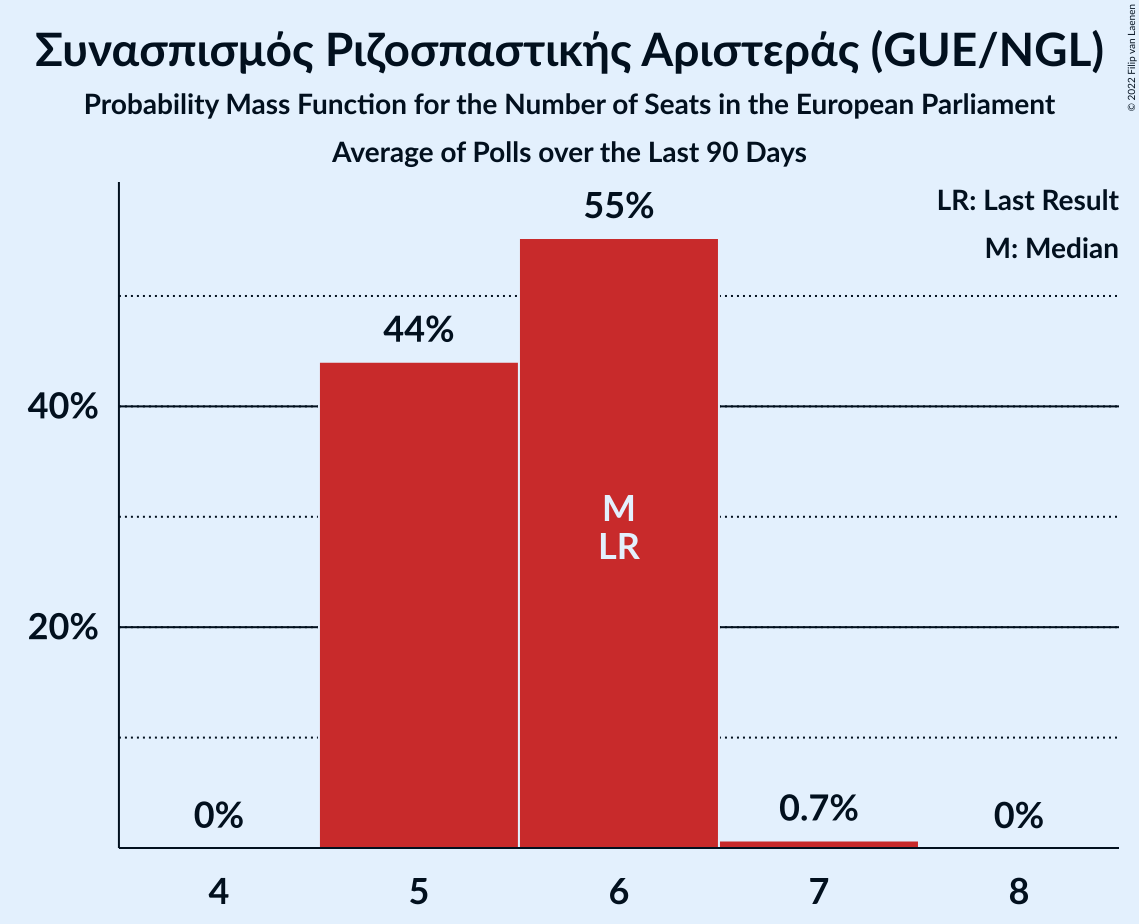 Συνασπισμός Ριζοσπαστικής Αριστεράς (GUE/NGL)
Probability Mass Function for the Number of Seats in the European Parliament
Average of Polls over the Last 90 Days
© 2022 Filip van Laenen
LR: Last Result
M: Median
55%
44%
40%
M
LR
20%
0%
0.7%
0%
4 5 6 7 8